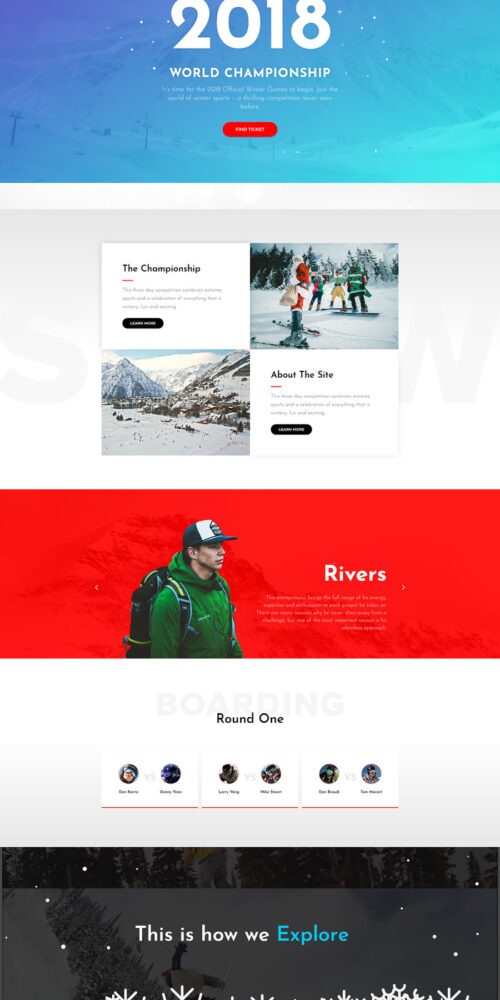 2018
WORLD CHAMPIONSHIP
It's time for the 2018 Official Winter Games to begin. Join the
world of winter sports – a thrilling competition never seen
before.
FIND TICKET
The Championship
This three day competition combines extreme
sports and a celebration of everything that is
wintery, fun and exciting.
LEARN MORE
About The Site
This three day competition combines extreme
sports and a celebration of everything that is
wintery, fun and exciting.
LEARN MORE
Rivers
This entrepreneur brings the full range of his energy,
expertise and enthusiasm to each project he takes on.
There are many reasons why he never shies away from a
challenge, but one of the most important reason is his
relentless approach.
BOARDING
Round One
VS
VS
VS
Dan Kartsi
Danny Yoan
Larry Yang
Mike Stewrt
Dan Broudi
Tom Mozart
This is how we Explore